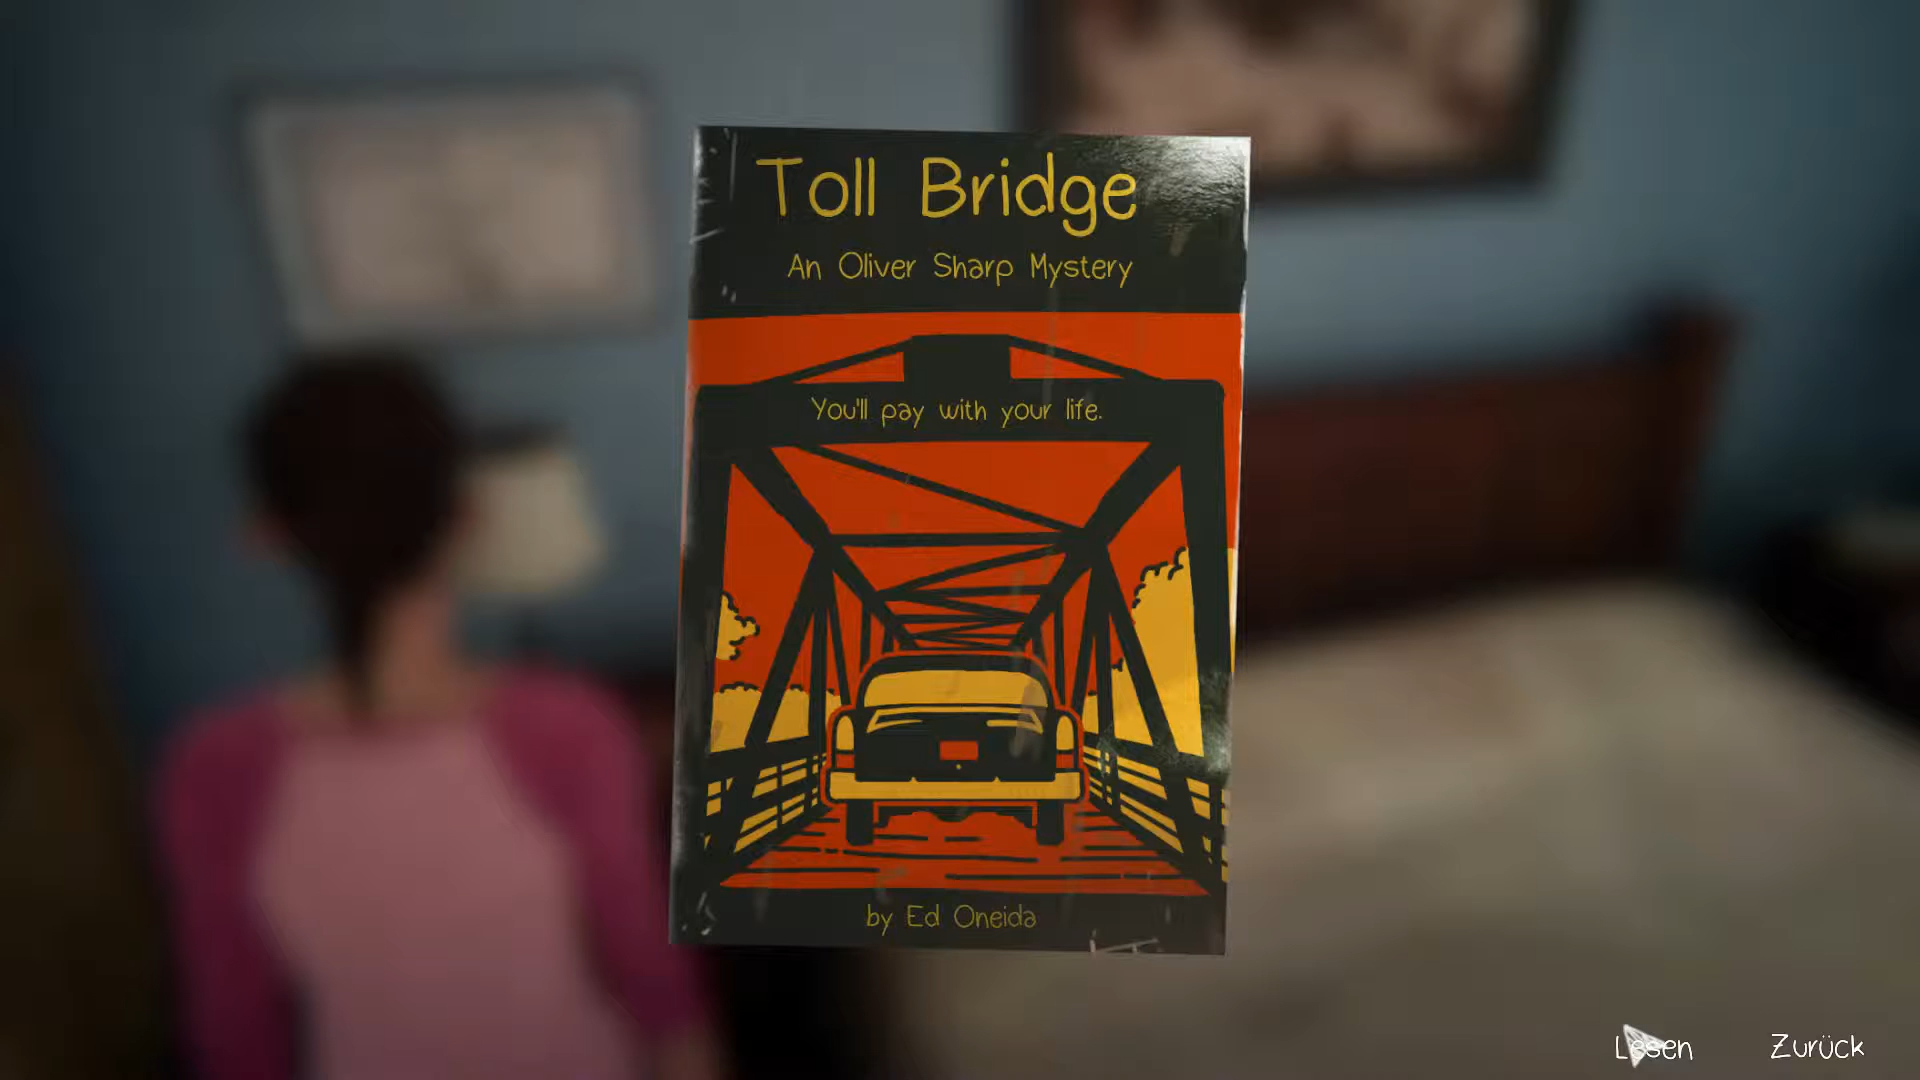 Toll Bridge
An Oliver Sharp Mystery
You'll pay with your life.
by Ed Oneida
Lesen
Zurück